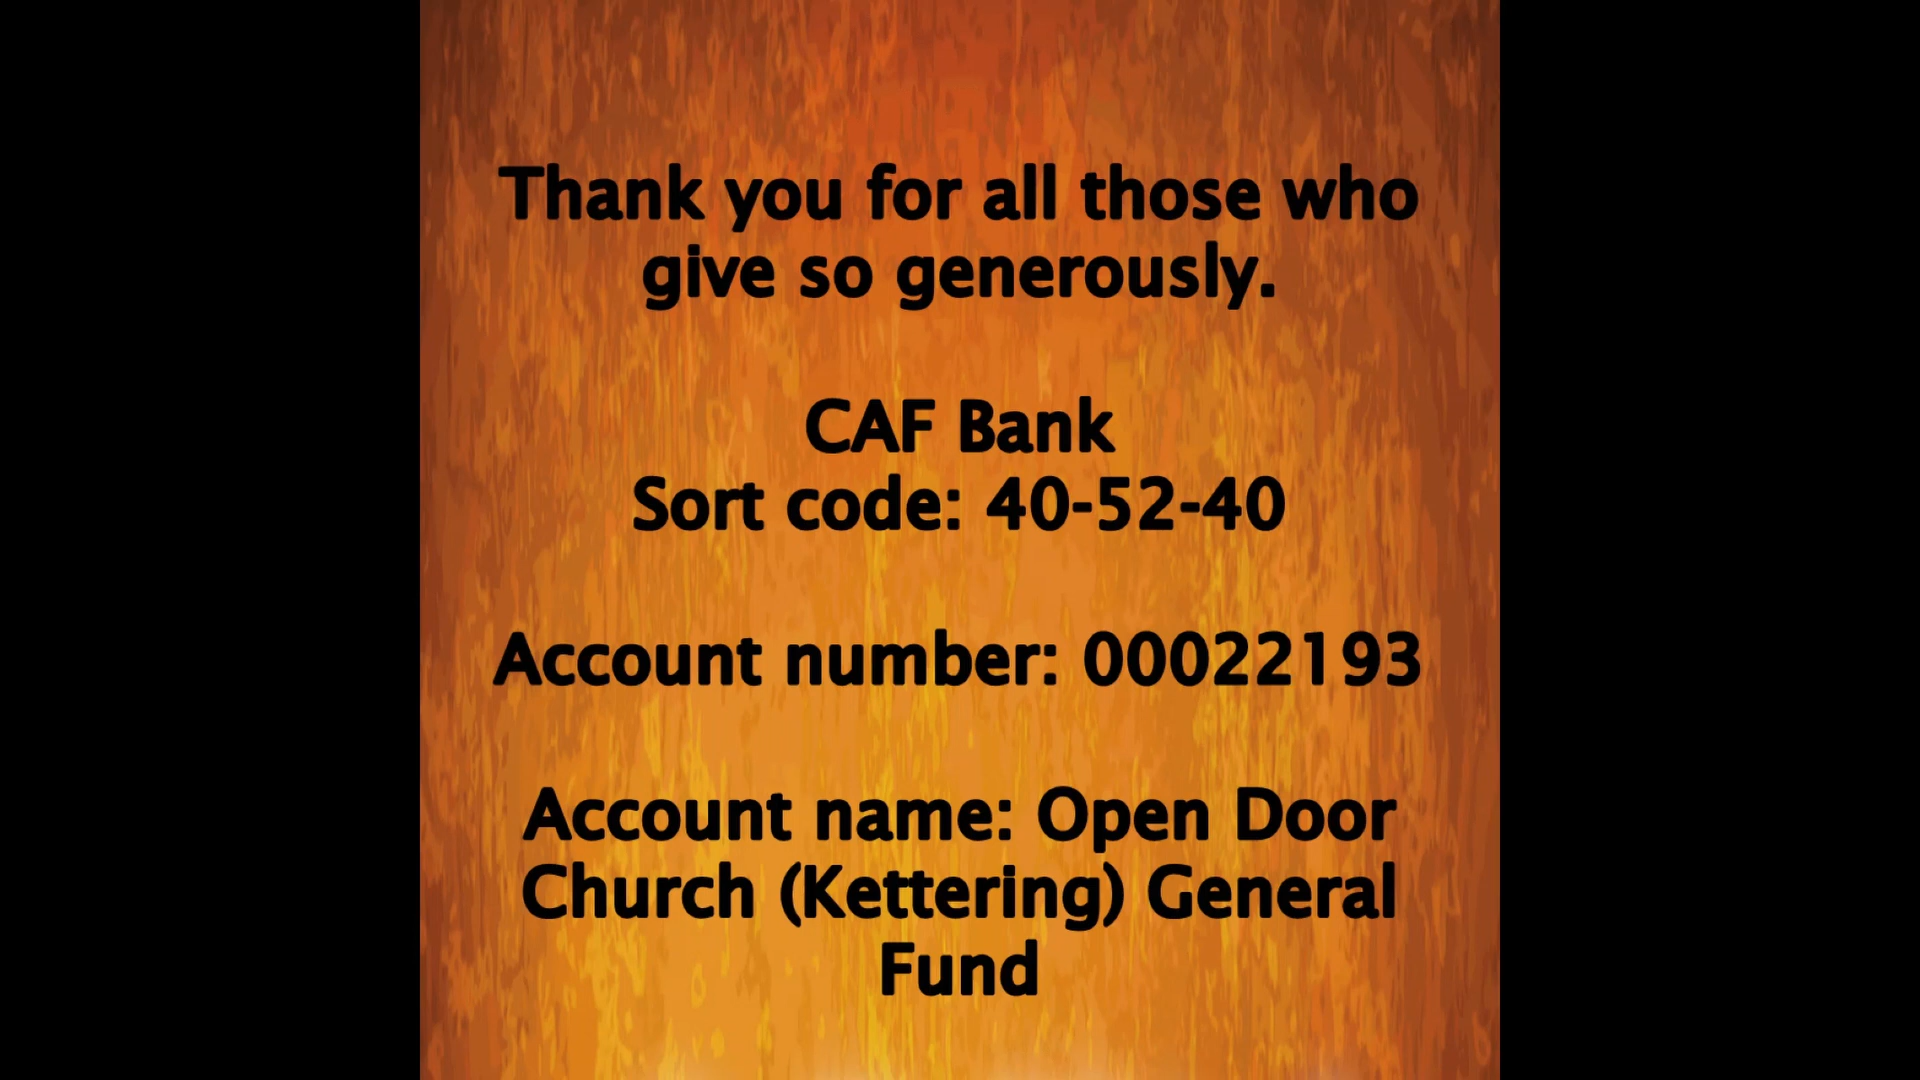 Thank you for all those who
give so generously.
CAF Bank
Sort code: 40-52-40
Account number: 00022193
Account name: Open Door
Church (Kettering) General
Fund